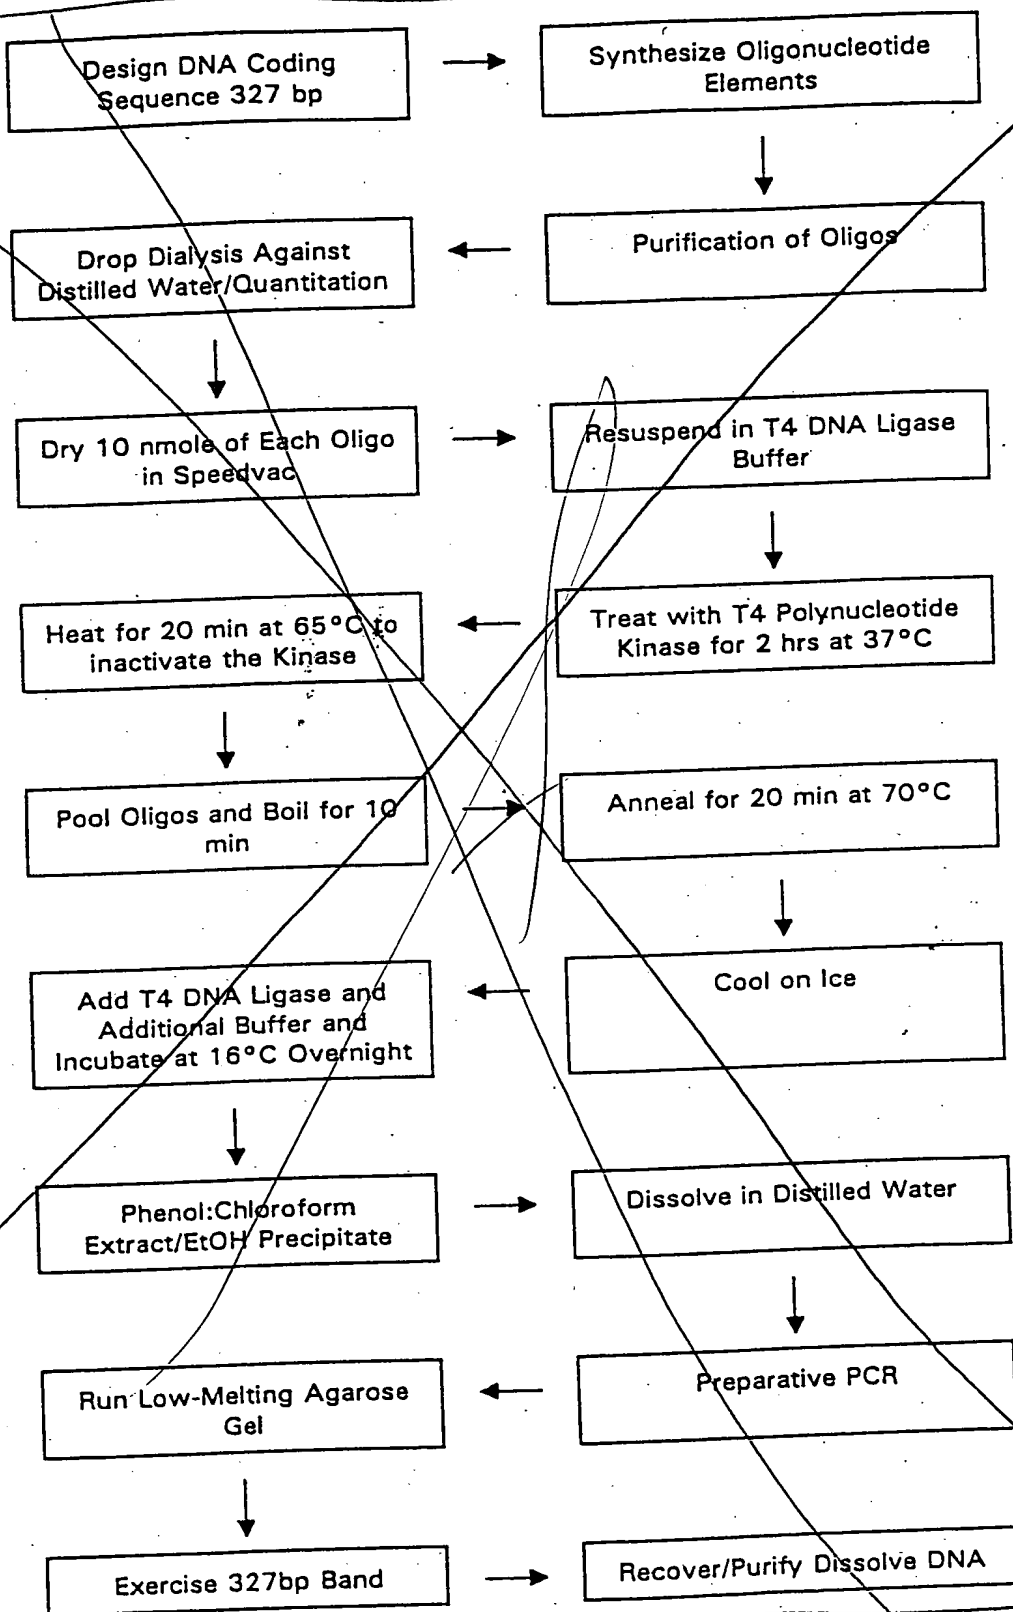 Design DNA Coding
Sequence 327 bp
Synthesize Oligonucleotide
Elements
Purification of Oligos
Drop Dialysis Against
Distilled Water/Quantitation
Dry 10 nmole of Each Oligo
in Speedvac
Resuspend in T4 DNA Ligase
Buffer
Treat with T4 Polynucleotide
Kinase for 2 hrs at 37°C
Heat for 20 min at 65°C to
inactivate the Kinase
Pool Oligos and Boil for 10
min
Anneal for 20 min at 70°C
Cool on Ice
Add T4 DNA Ligase and
Additional Buffer and
Incubate at 16°C Overnight
Phenol:Chloroform
Extract/EtOH Precipitate
Dissolve in Distilled Water
Preparative PCR
Run Low-Melting Agarose
Gel
Exercise 327bp Band
Recover/Purify Dissolve DNA